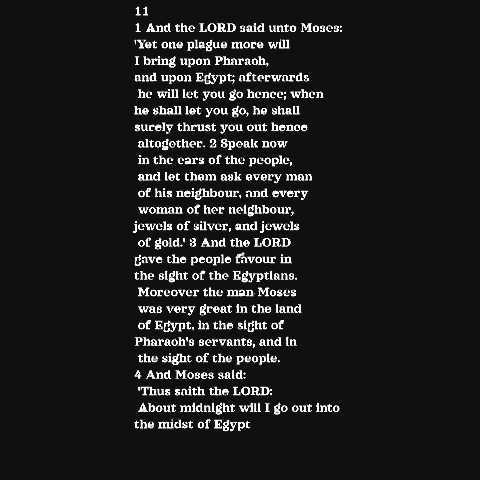 11
1 And the LORD said unto Moses:
'Yet one plague more will
I bring upon Pharaoh,
and upon Egypt; afterwards
he will let you go hence; when
he shall let you go, he shall
surely thrust you out hence
altogether. 2 Speak now
in the ears of the people,
and let them ask every man
of his neighbour, and every
woman of her neighbour,
jewels of silver, and jewels
of gold.' 3 And the LORD
gave the people favour in
the sight of the Egyptians.
Moreover the man Moses
was very great in the land
of Egypt, in the sight of
Pharaoh's servants, and in
the sight of the people.
4 And Moses said:
'Thus saith the LORD:
About midnight will I go out into
the midst of Egypt